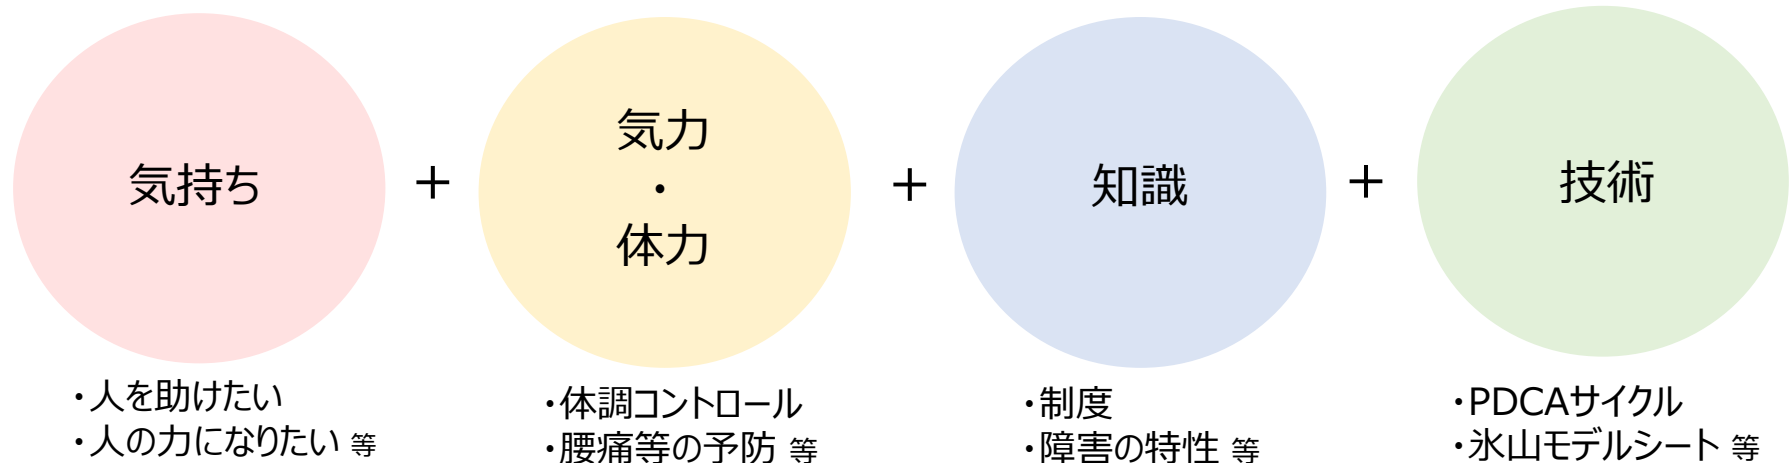 気持ち
+
気力
・
体力
+
知識
+
技術
・人を助けたい
・人の力になりたい 等
・体調コントロール
・腰痛等の予防 等
・制度
・障害の特性 等
・PDCAサイクル
・氷山モデルシート 等